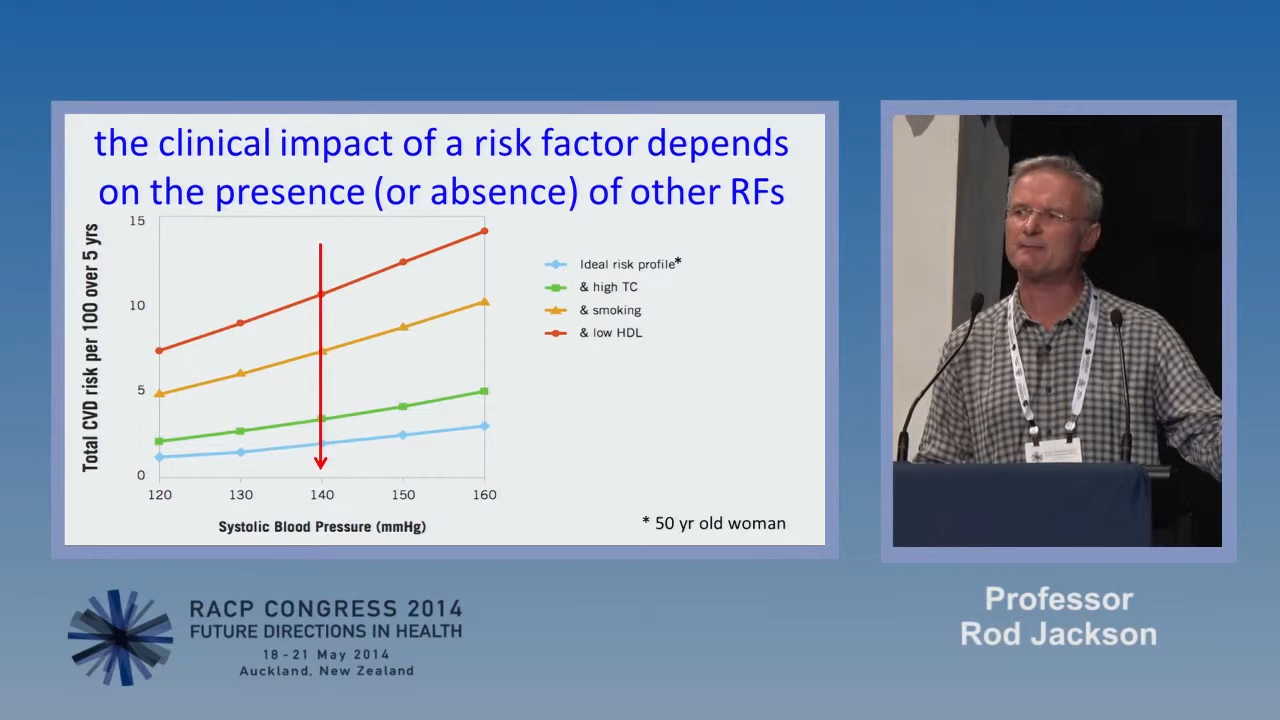 the clinical impact of a risk factor depends
on the presence (or absence) of other RFs
Total CVD risk per 100 over 5 yrs
15
10
5
0
120 130 140 150 160
Systolic Blood Pressure (mmHg)
Ideal risk profile*
& high TC
& smoking
& low HDL
* 50 yr old woman
RACP CONGRESS 2014
FUTURE DIRECTIONS IN HEALTH
18 - 21 May 2014
Auckland, New Zealand
Professor
Rod Jackson